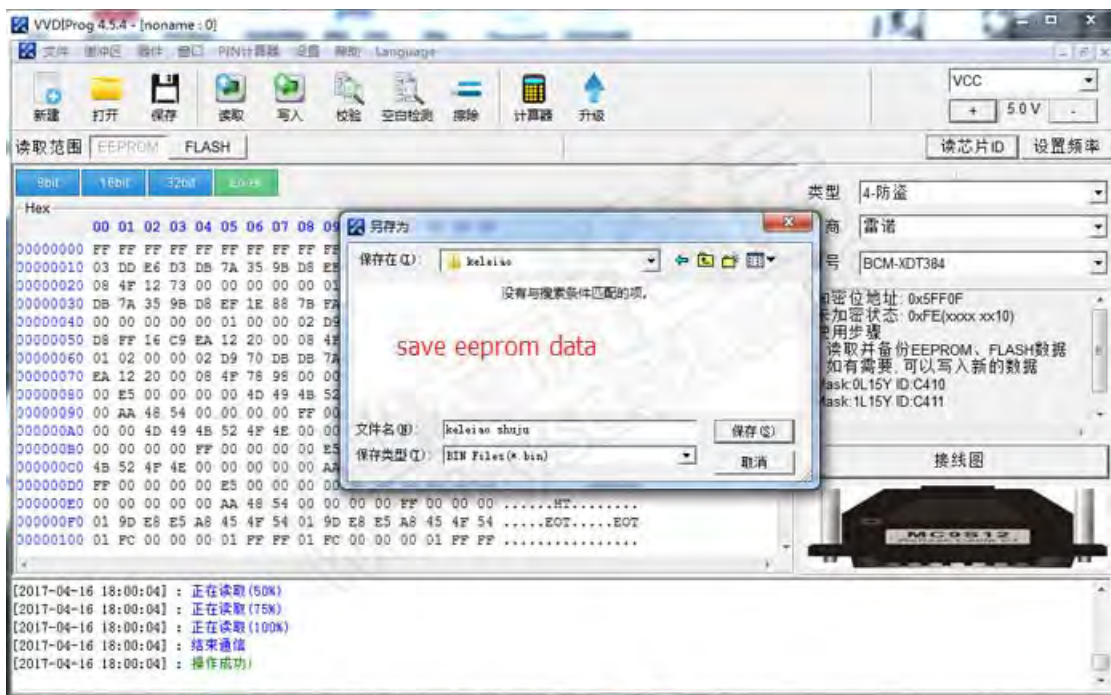 VVDIProg 4.5.4 - [noname : 0]
文件 缓冲区 器件 窗口 PIN计算器 设置 帮助 Language
新建 打开 保存 读取 写入 校验 空白检测 擦除 计算器 升级
VCC
+ 5.0 V -
读取范围 EEPROM FLASH
读芯片ID 设置频率
8bit 16bit 32bit
Hex
00 01 02 03 04 05 06 07 08 09
00000000 FF FF FF FF FF FF FF FF FF FF
00000010 03 DD E6 D3 DB 7A 35 9B D8
00000020 08 4F 12 73 00 00 00 00 00 01
00000030 DB 7A 35 9B D8 EF 1E 88 7B
00000040 00 00 00 00 00 01 00 00 02 D9
00000050 D8 FF 16 C9 EA 12 20 00 08
00000060 01 02 00 00 02 D9 70 DB DB
00000070 EA 12 20 00 08 4F 78 98 00 00
00000080 00 E5 00 00 00 00 4D 49 4B 52
00000090 00 AA 48 54 00 00 00 00 FF 00
000000A0 00 00 4D 49 4B 52 4F 4E 00 00
000000B0 00 00 00 00 FF 00 00 00 00 E5
000000C0 4B 52 4F 4E 00 00 00 00 00 AA
000000D0 FF 00 00 00 00 E5 00 00 00 00
000000E0 00 00 00 00 00 AA 48 54 00 00 00 00 FF 00 00 00 .......HT........
000000F0 01 9D E8 E5 A8 45 4F 54 01 9D E8 E5 A8 45 4F 54 .....EOT.....EOT
00000100 01 FC 00 00 00 01 FF FF 01 FC 00 00 00 01 FF FF ................
另存为
保存在(I): keleiao
没有与搜索条件匹配的项。
save eeprom data
文件名(N): keleiao shuju 保存(S)
保存类型(T): BIN Files(*.bin) 取消
类型 4-防盗
商 雷诺
号 BCM-XDT384
密位地址: 0x5FF0F
加密状态: 0xFE(xxxx xx10)
用步骤
读取并备份EEPROM、FLASH数据
如有需要, 可以写入新的数据
Mask:0L15Y ID:C410
Mask:1L15Y ID:C411
接线图
MC9S12
[2017-04-16 18:00:04] : 正在读取(50%)
[2017-04-16 18:00:04] : 正在读取(75%)
[2017-04-16 18:00:04] : 正在读取(100%)
[2017-04-16 18:00:04] : 结束通信
[2017-04-16 18:00:04] : 操作成功!